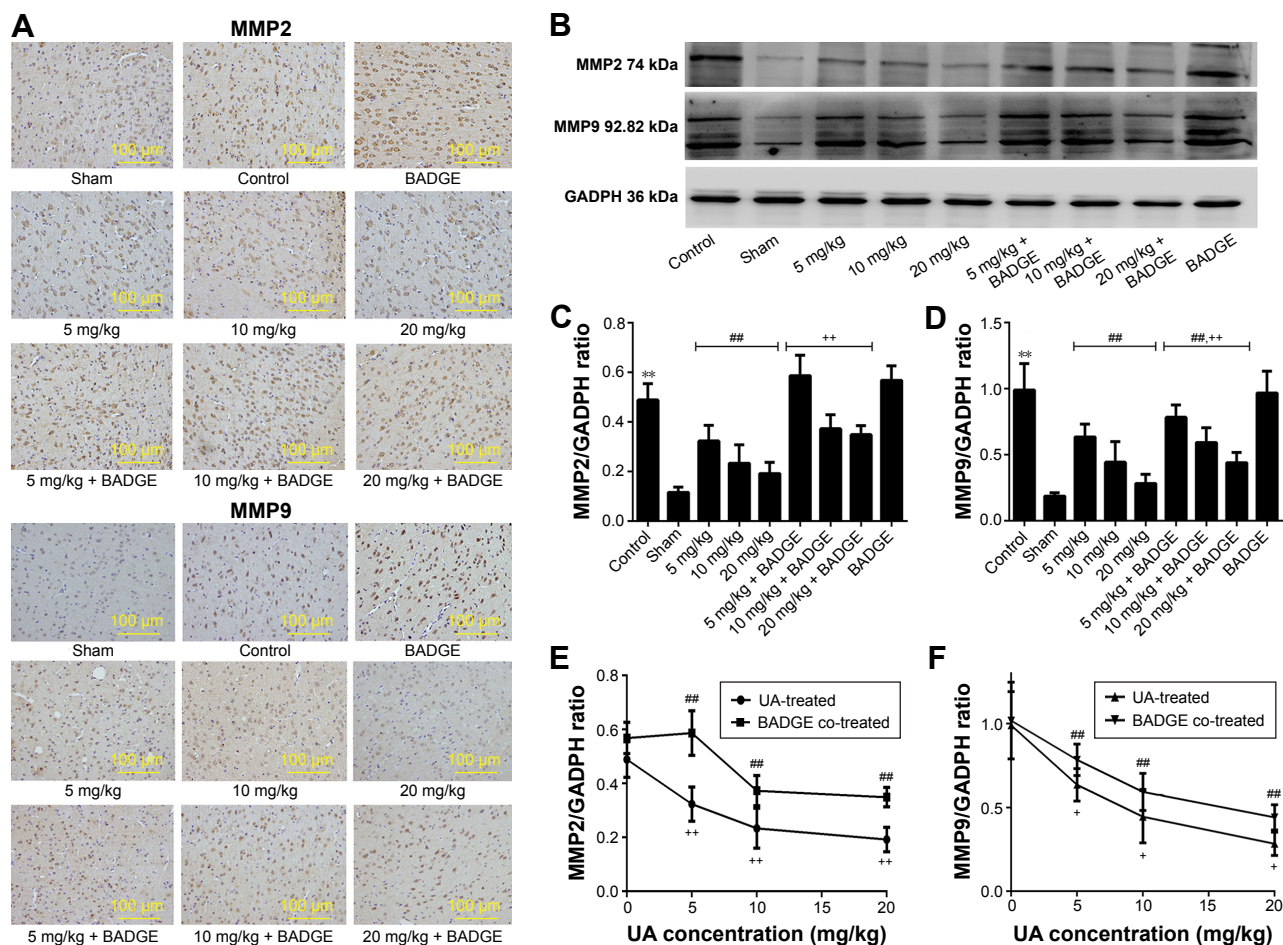 A
MMP2
100 µm
100 µm
100 µm
Sham
Control
BADGE
100 µm
100 µm
100 µm
5 mg/kg
10 mg/kg
20 mg/kg
100 µm
100 µm
100 µm
5 mg/kg + BADGE
10 mg/kg + BADGE
20 mg/kg + BADGE
MMP9
100 µm
100 µm
100 µm
Sham
Control
BADGE
100 µm
100 µm
100 µm
5 mg/kg
10 mg/kg
20 mg/kg
100 µm
100 µm
100 µm
5 mg/kg + BADGE
10 mg/kg + BADGE
20 mg/kg + BADGE
B
MMP2 74 kDa
MMP9 92.82 kDa
GADPH 36 kDa
Control
Sham
5 mg/kg
10 mg/kg
20 mg/kg
5 mg/kg +
BADGE
10 mg/kg +
BADGE
20 mg/kg +
BADGE
BADGE
C
MMP2/GADPH ratio
0.8
0.6
0.4
0.2
0.0
**
##
++
Control
Sham
5 mg/kg
10 mg/kg
20 mg/kg
5 mg/kg + BADGE
10 mg/kg + BADGE
20 mg/kg + BADGE
BADGE
D
MMP9/GADPH ratio
1.5
1.0
0.5
0.0
**
##
##,++
Control
Sham
5 mg/kg
10 mg/kg
20 mg/kg
5 mg/kg + BADGE
10 mg/kg + BADGE
20 mg/kg + BADGE
BADGE
E
MMP2/GADPH ratio
0.8
0.6
0.4
0.2
0.0
UA-treated
BADGE co-treated
##
##
##
++
++
++
0
5
10
15
20
UA concentration (mg/kg)
F
MMP9/GADPH ratio
1.0
0.5
0.0
UA-treated
BADGE co-treated
##
##
##
+
+
+
0
5
10
15
20
UA concentration (mg/kg)